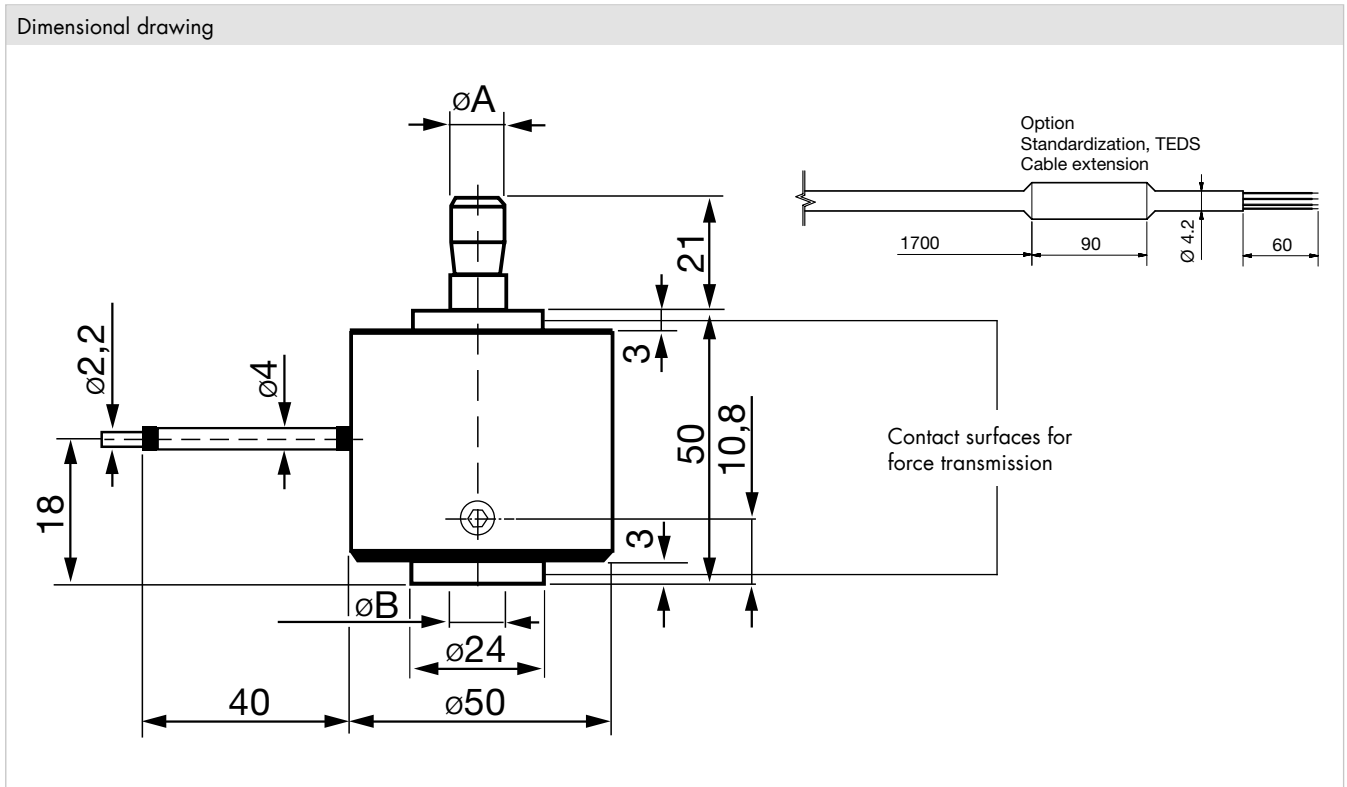 Dimensional drawing
øA
Option
Standardization, TEDS
Cable extension
1700
90
Ø 4.2
60
21
3
ø2,2
ø4
50
10,8
Contact surfaces for
force transmission
18
3
øB
ø24
40
ø50